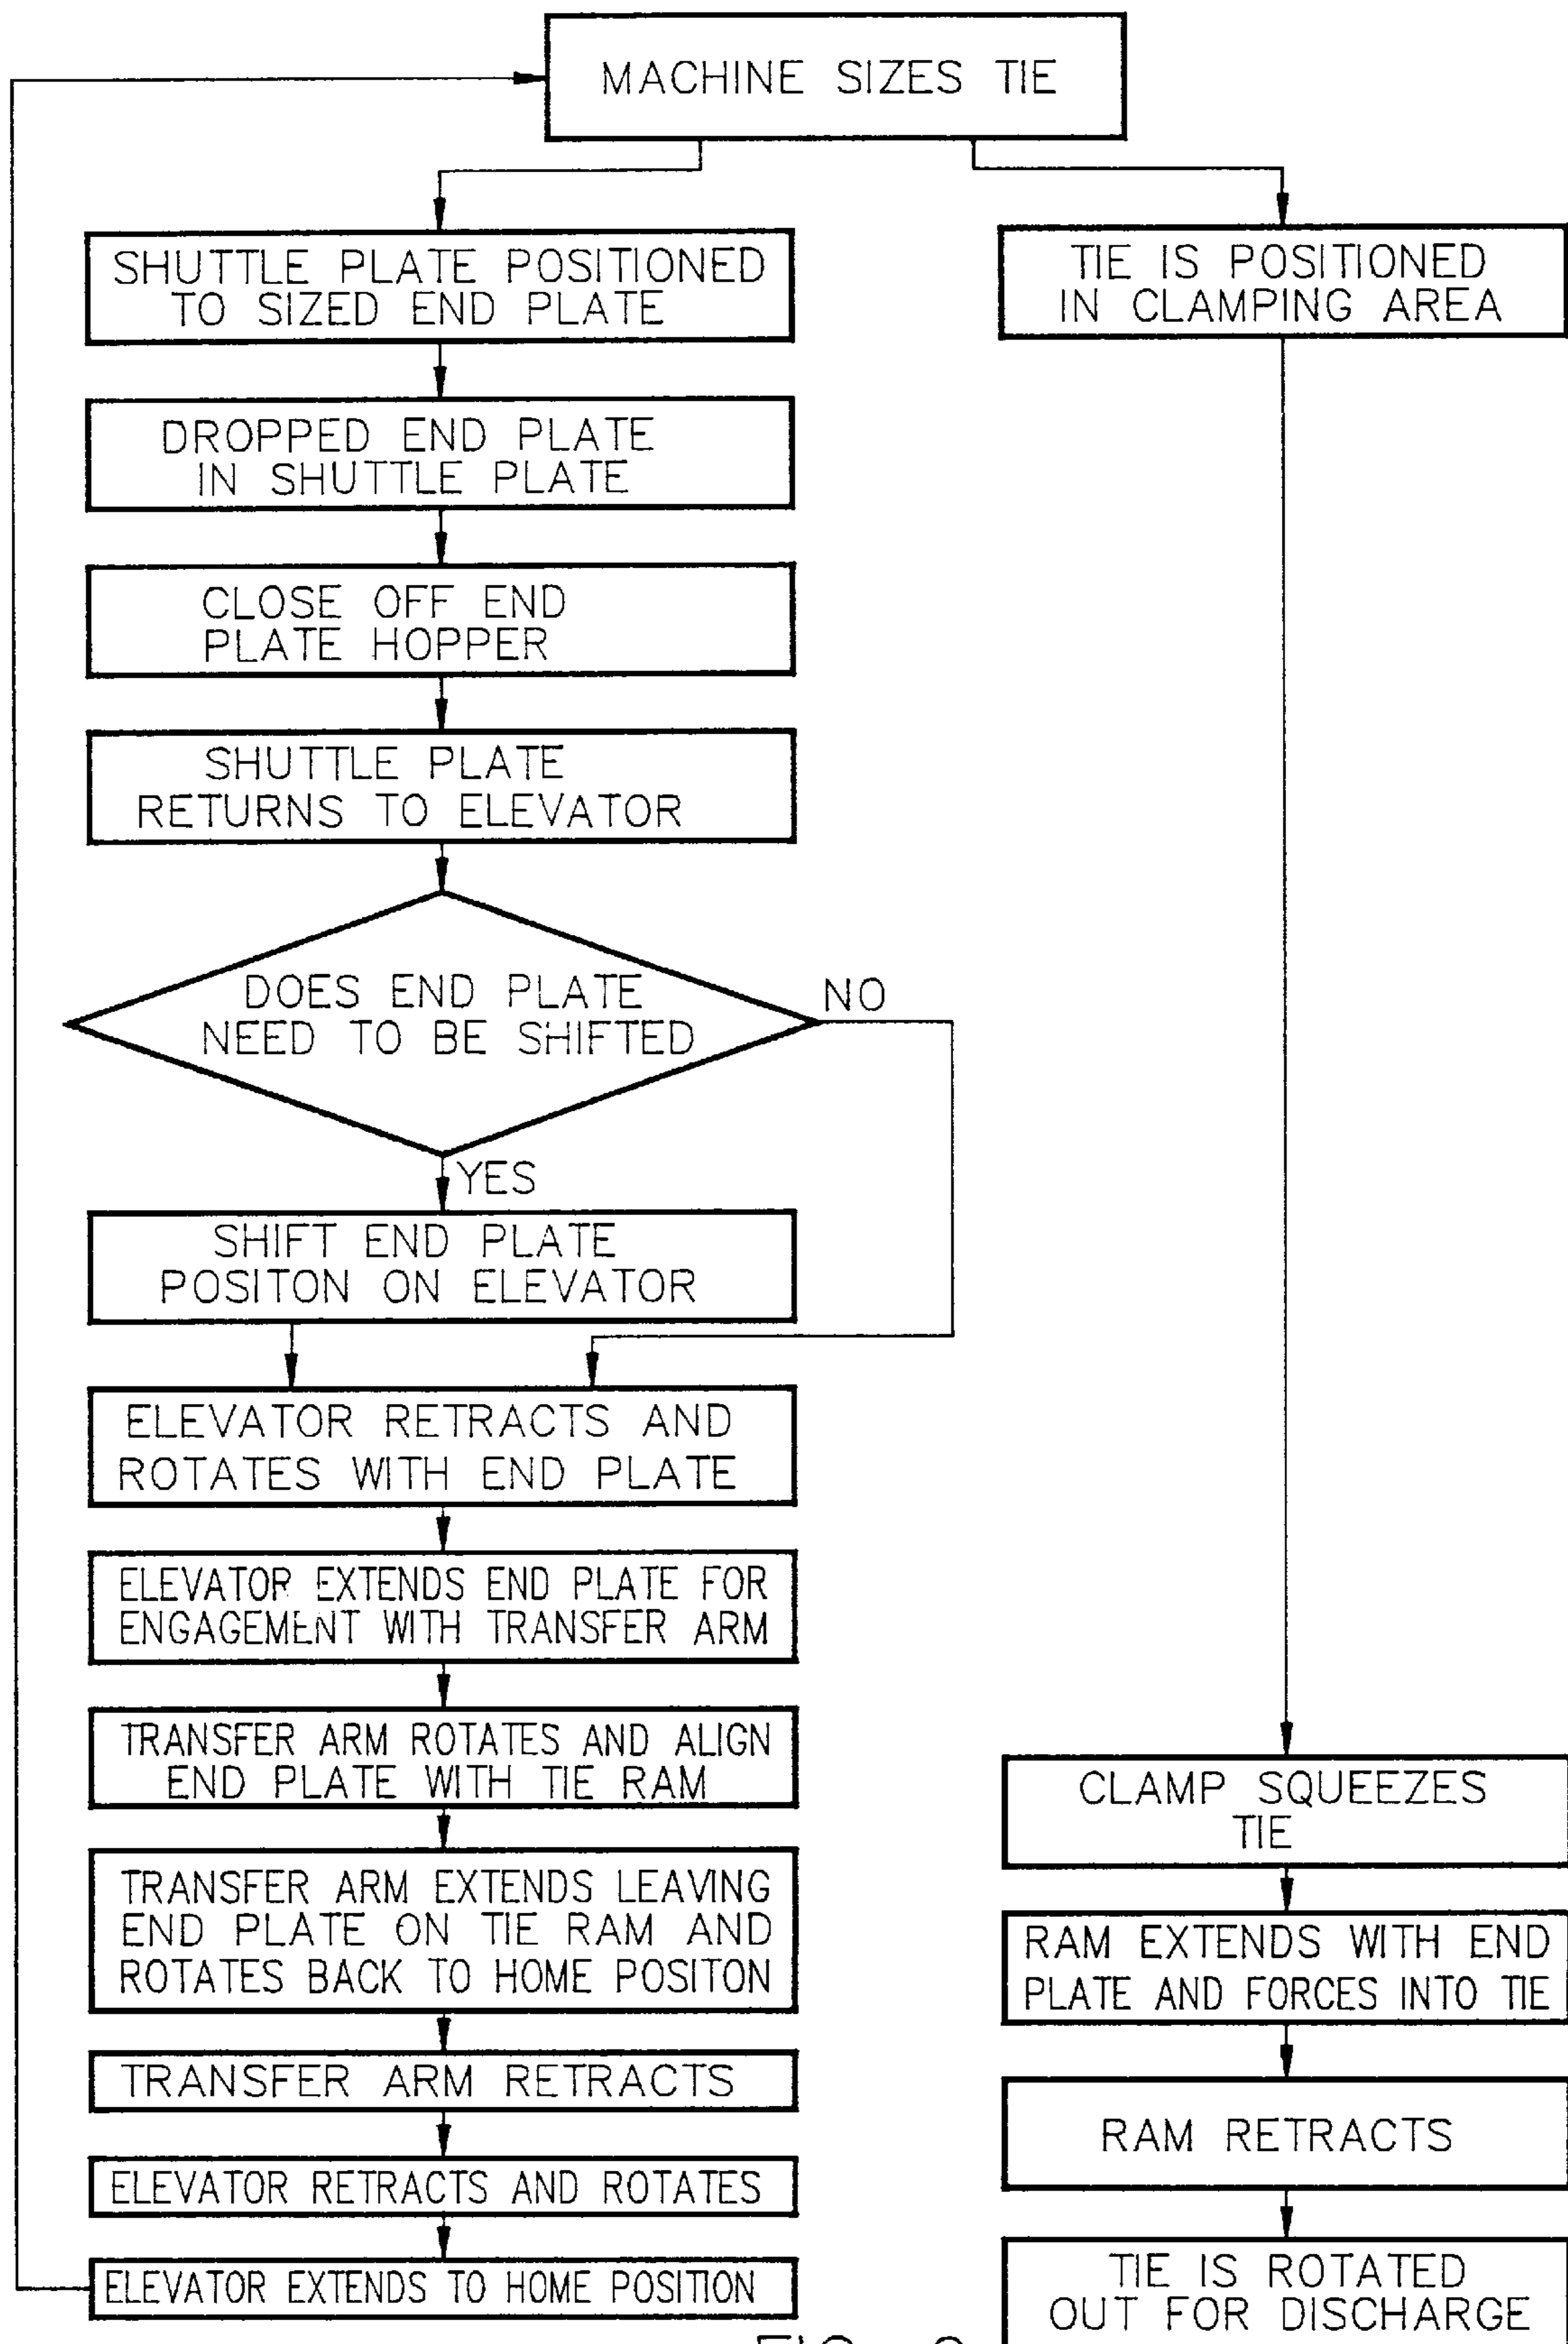 MACHINE SIZES TIE
SHUTTLE PLATE POSITIONED
TO SIZED END PLATE
DROPPED END PLATE
IN SHUTTLE PLATE
CLOSE OFF END
PLATE HOPPER
SHUTTLE PLATE
RETURNS TO ELEVATOR
DOES END PLATE
NEED TO BE SHIFTED
NO
YES
SHIFT END PLATE
POSITON ON ELEVATOR
ELEVATOR RETRACTS AND
ROTATES WITH END PLATE
ELEVATOR EXTENDS END PLATE FOR
ENGAGEMENT WITH TRANSFER ARM
TRANSFER ARM ROTATES AND ALIGN
END PLATE WITH TIE RAM
TRANSFER ARM EXTENDS LEAVING
END PLATE ON TIE RAM AND
ROTATES BACK TO HOME POSITON
TRANSFER ARM RETRACTS
ELEVATOR RETRACTS AND ROTATES
ELEVATOR EXTENDS TO HOME POSITION
TIE IS POSITIONED
IN CLAMPING AREA
CLAMP SQUEEZES
TIE
RAM EXTENDS WITH END
PLATE AND FORCES INTO TIE
RAM RETRACTS
TIE IS ROTATED
OUT FOR DISCHARGE